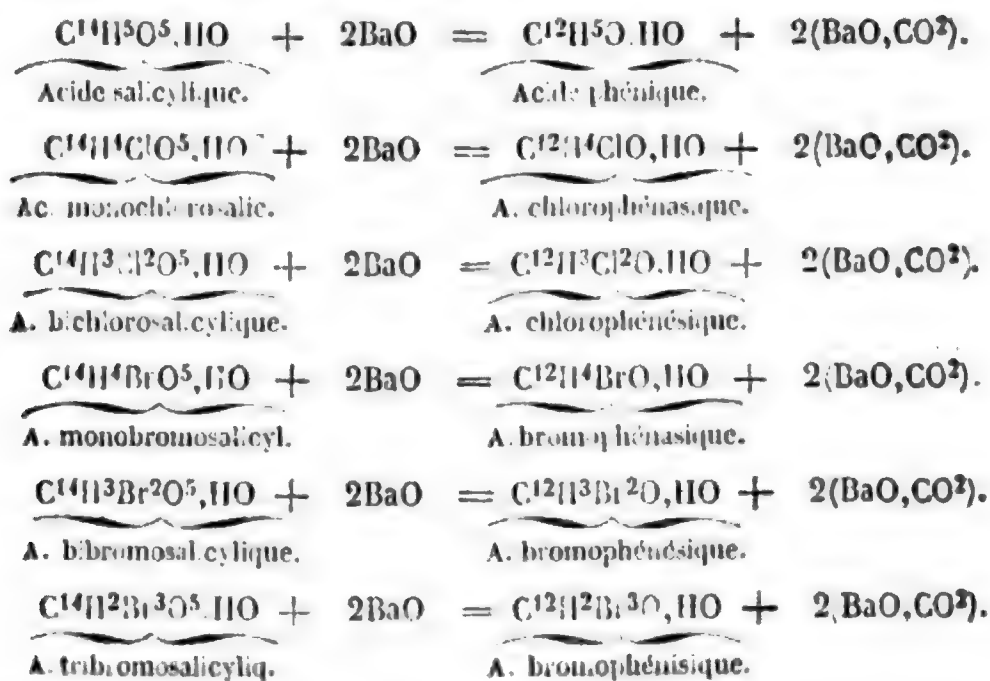 C¹⁴H⁵O⁵,HO + 2BaO = C¹²H⁵O,HO + 2(BaO,CO²).
Acide salicylique. Acide phénique.
C¹⁴H⁴ClO⁵,HO + 2BaO = C¹²H⁴ClO,HO + 2(BaO,CO²).
Ac. monochlorosalic. A. chlorophénasique.
C¹⁴H³Cl²O⁵,HO + 2BaO = C¹²H³Cl²O,HO + 2(BaO,CO²).
A. bichlorosalicylique. A. chlorophénésique.
C¹⁴H⁴BrO⁵,HO + 2BaO = C¹²H⁴BrO,HO + 2(BaO,CO²).
A. monobromosalicyl. A. bromophénasique.
C¹⁴H³Br²O⁵,HO + 2BaO = C¹²H³Br²O,HO + 2(BaO,CO²).
A. bibromosalicylique. A. bromophénésique.
C¹⁴H²Br³O⁵,HO + 2BaO = C¹²H²Br³O,HO + 2(BaO,CO²).
A. tribromosalicyliq. A. bromophénisique.